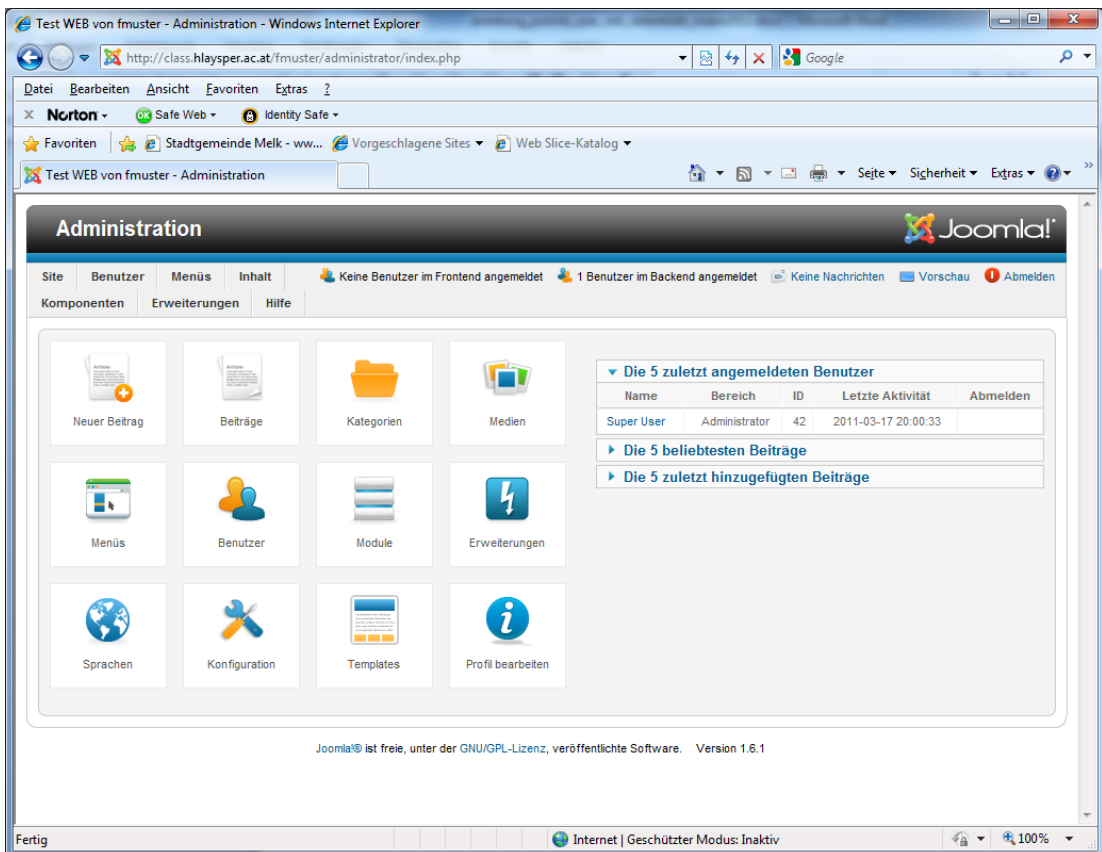 Test WEB von fmuster - Administration - Windows Internet Explorer
http://class.hlaysper.ac.at/fmuster/administrator/index.php
Google
Datei Bearbeiten Ansicht Favoriten Extras ?
x Norton - OK Safe Web Identity Safe
Favoriten Stadtgemeinde Melk - ww... Vorgeschlagene Sites Web Slice-Katalog
Test WEB von fmuster - Administration
Seite Sicherheit Extras »
Administration
Joomla!
Site Benutzer Menüs Inhalt
Keine Benutzer im Frontend angemeldet 1 Benutzer im Backend angemeldet Keine Nachrichten Vorschau Abmelden
Komponenten Erweiterungen Hilfe
Neuer Beitrag Beiträge Kategorien Medien
Menüs Benutzer Module Erweiterungen
Sprachen Konfiguration Templates Profil bearbeiten
Die 5 zuletzt angemeldeten Benutzer
Name Bereich ID Letzte Aktivität Abmelden
Super User Administrator 42 2011-03-17 20:00:33
Die 5 beliebtesten Beiträge
Die 5 zuletzt hinzugefügten Beiträge
Joomla!® ist freie, unter der GNU/GPL-Lizenz, veröffentlichte Software. Version 1.6.1
Fertig
Internet | Geschützter Modus: Inaktiv
100%